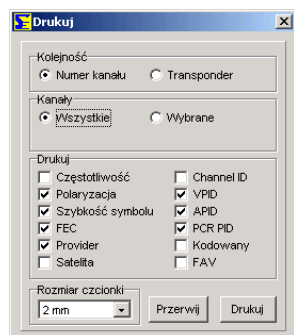 Drukuj
Kolejność
Numer kanału Transponder
Kanały
Wszystkie Wybrane
Drukuj
Częstotliwość Channel ID
Polaryzacja VPID
Szybkość symbolu APID
FEC PCR PID
Provider Kodowany
Satelita FAV
Rozmiar czcionki
2 mm Przerwij Drukuj